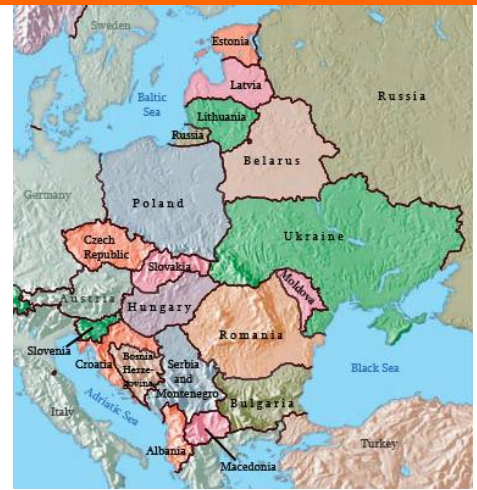 Sweden
Estonia
Latvia
Baltic
Sea
Russia
Lithuania
Russia
Belarus
Germany
Poland
Ukraine
Czech
Republic
Slovakia
Moldova
Austria
Hungary
Romania
Slovenia
Croatia
Bosnia
Herze-
govina
Serbia
and
Montenegro
Black Sea
Adriatic Sea
Italy
Bulgaria
Turkey
Albania
Macedonia